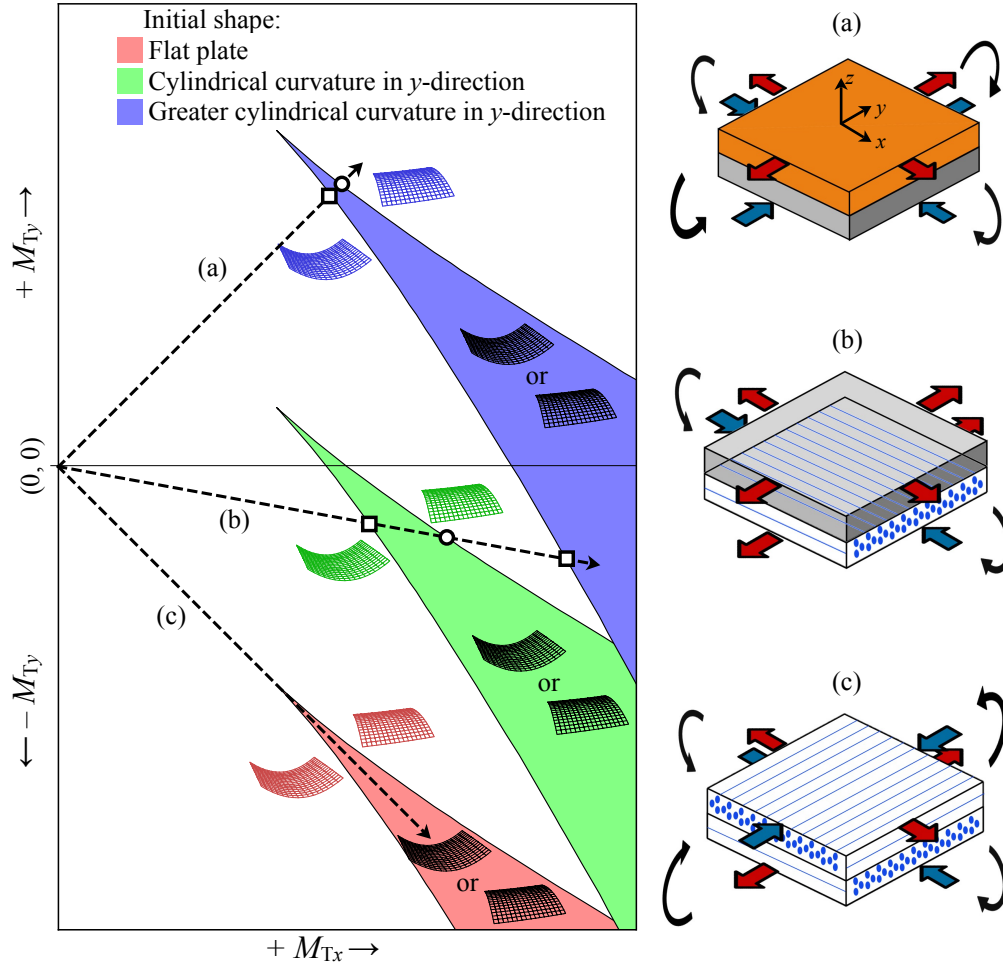 Initial shape:
Flat plate
Cylindrical curvature in y-direction
Greater cylindrical curvature in y-direction
+ MTy →
(0, 0)
← – MTy
+ MTx →
(a)
or
(b)
or
(c)
or
(a)
z
y
x
(b)
(c)